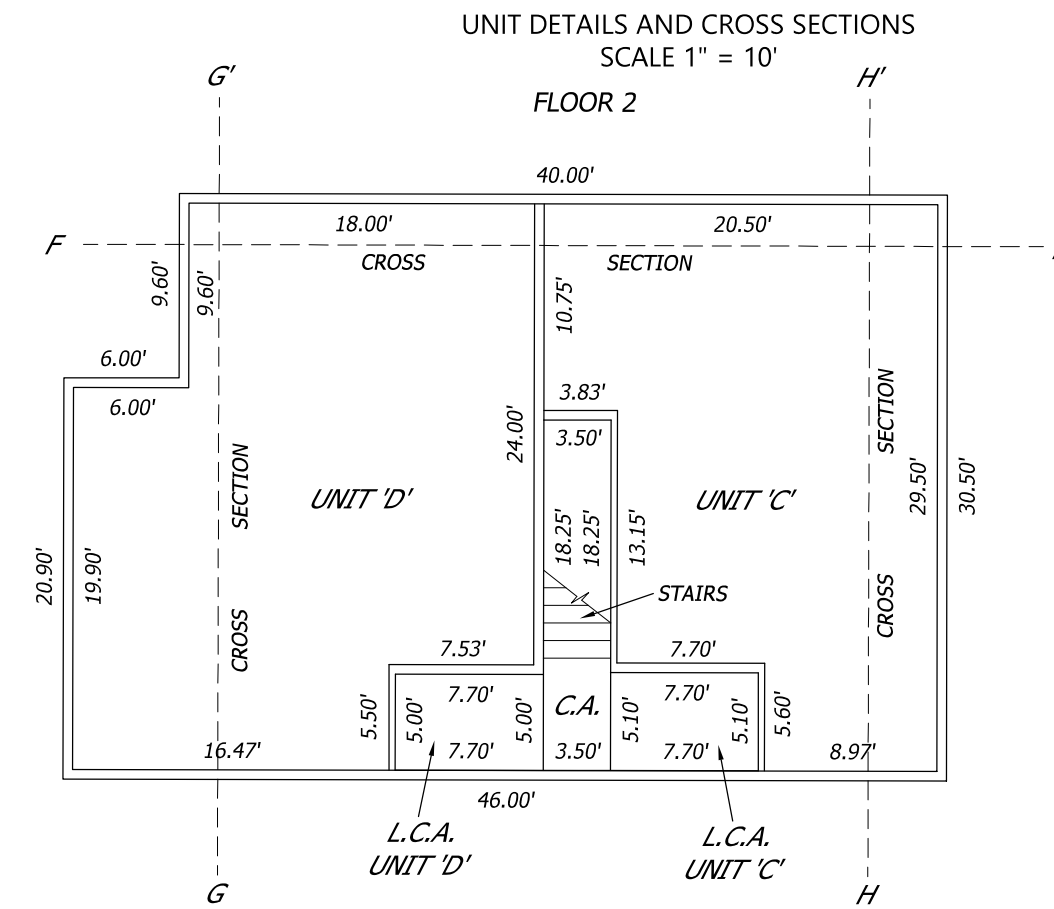 UNIT DETAILS AND CROSS SECTIONS
SCALE 1" = 10'
G'
H'
FLOOR 2
40.00'
18.00'
20.50'
F
CROSS
SECTION
9.60'
9.60'
10.75'
6.00'
6.00'
3.83'
3.50'
24.00'
SECTION
SECTION
UNIT 'D'
UNIT 'C'
29.50'
30.50'
20.90'
19.90'
18.25'
18.25'
13.15'
STAIRS
CROSS
CROSS
7.53'
7.70'
7.70'
7.70'
5.50'
5.00'
5.00'
C.A.
5.10'
5.10'
5.60'
16.47'
7.70'
3.50'
7.70'
8.97'
46.00'
L.C.A.
UNIT 'D'
L.C.A.
UNIT 'C'
G
H